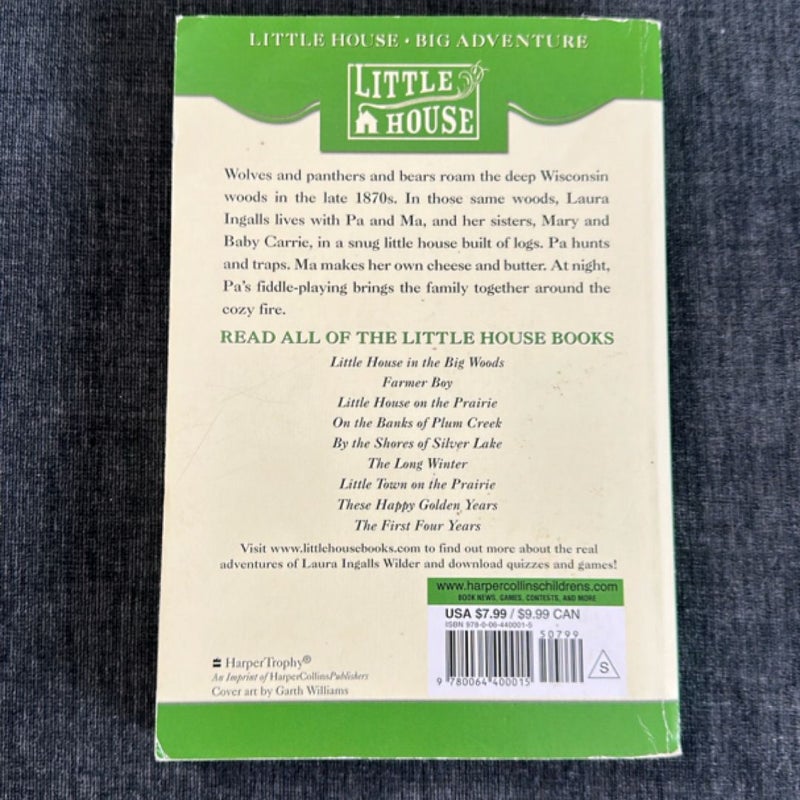 LITTLE HOUSE • BIG ADVENTURE
LITTLE
HOUSE
Wolves and panthers and bears roam the deep Wisconsin
woods in the late 1870s. In those same woods, Laura
Ingalls lives with Pa and Ma, and her sisters, Mary and
Baby Carrie, in a snug little house built of logs. Pa hunts
and traps. Ma makes her own cheese and butter. At night,
Pa's fiddle-playing brings the family together around the
cozy fire.
READ ALL OF THE LITTLE HOUSE BOOKS
Little House in the Big Woods
Farmer Boy
Little House on the Prairie
On the Banks of Plum Creek
By the Shores of Silver Lake
The Long Winter
Little Town on the Prairie
These Happy Golden Years
The First Four Years
Visit www.littlehousebooks.com to find out more about the real
adventures of Laura Ingalls Wilder and download quizzes and games!
www.harpercollinschildrens.com
BOOK NEWS, GAMES, CONTESTS, AND MORE
USA $7.99 / $9.99 CAN
ISBN 978-0-06-440001-5
50799
S
9 780064 400015
HarperTrophy®
An Imprint of HarperCollinsPublishers
Cover art by Garth Williams